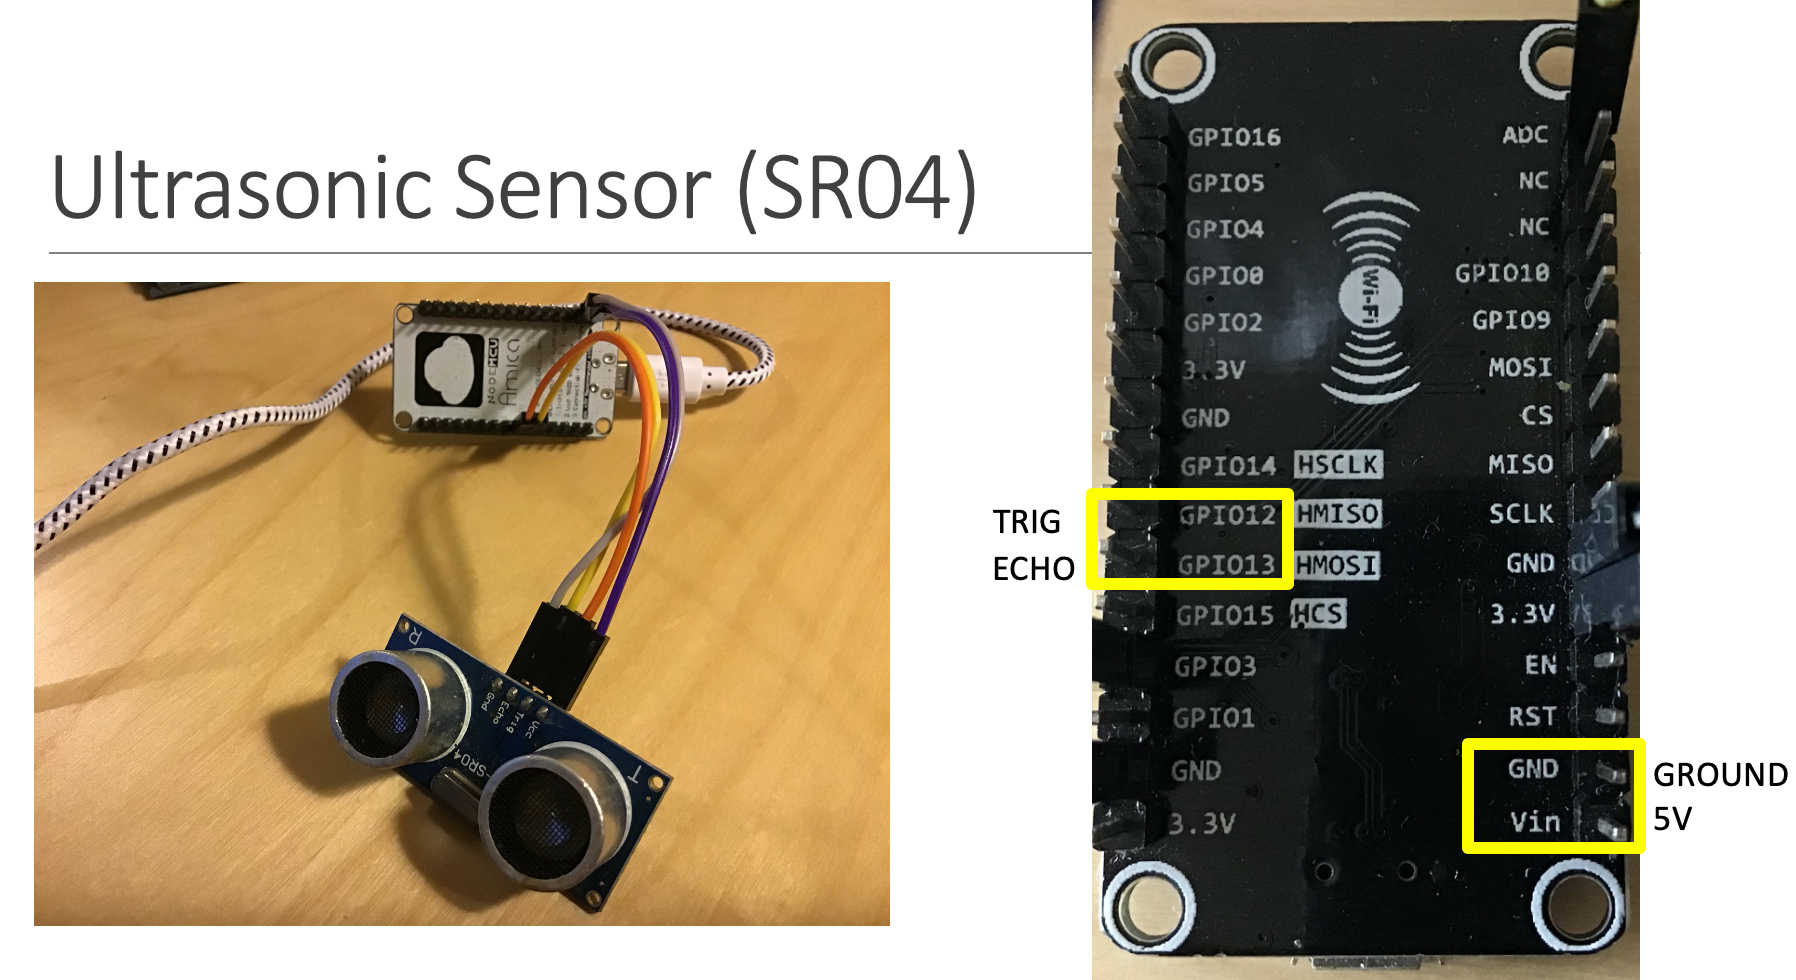 Ultrasonic Sensor (SR04)
NODEMCU
Amica
R
Gnd
Echo
Trig
Vcc
-SR04
T
TRIG
ECHO
GPIO16
GPIO5
GPIO4
GPIO0
GPIO2
3.3V
GND
GPIO14 HSCLK
GPIO12 HMISO
GPIO13 HMOSI
GPIO15 HCS
GPIO3
GPIO1
GND
3.3V
Wi-Fi
ADC
NC
NC
GPIO10
GPIO9
MOSI
CS
MISO
SCLK
GND
3.3V
EN
RST
GND
Vin
GROUND
5V